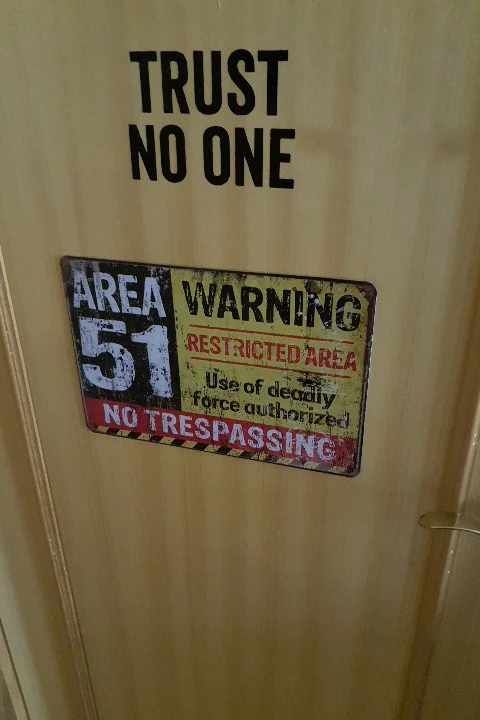 TRUST
NO ONE
AREA
51
WARNING
RESTRICTED AREA
Use of deadly
force authorized
NO TRESPASSING